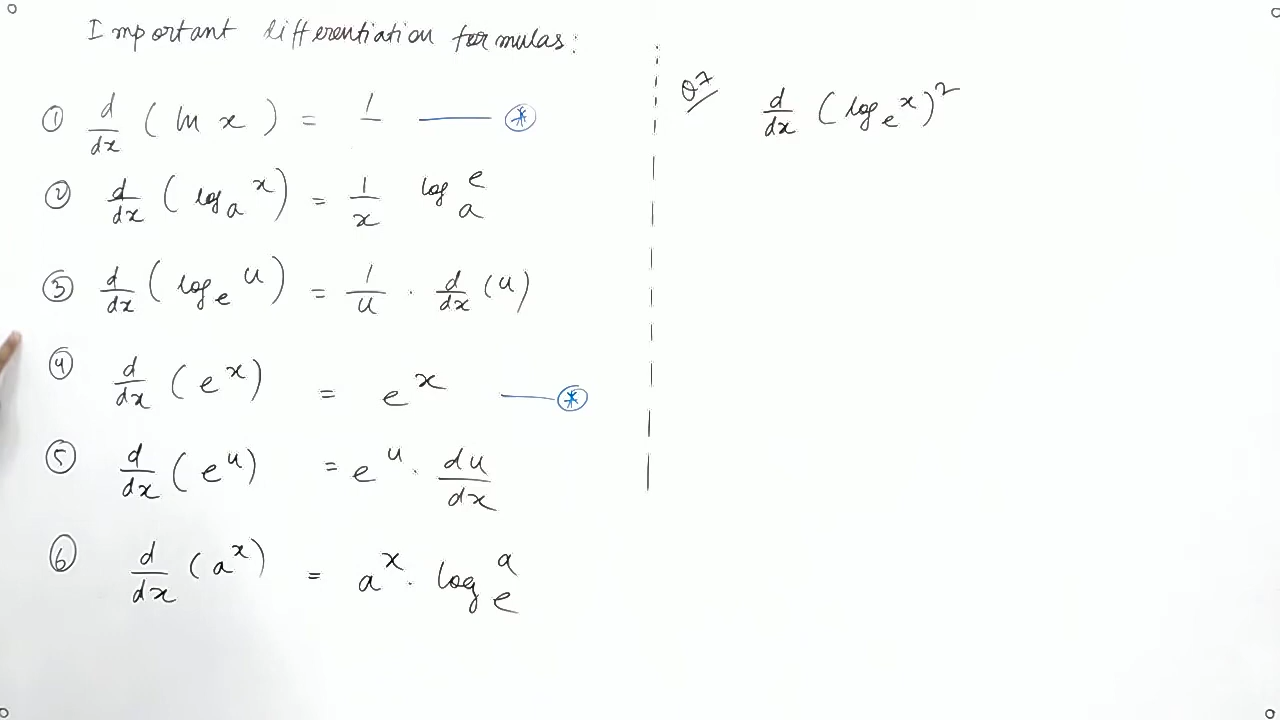 Important differentiation formulas:
① d/dx (ln x) = 1/
② d/dx (log_a x) = 1/x log_a e
③ d/dx (log_e u) = 1/u · d/dx (u)
④ d/dx (e^x) = e^x
⑤ d/dx (e^u) = e^u · du/dx
⑥ d/dx (a^x) = a^x · log_e a
Q7 d/dx (log_e x)^2